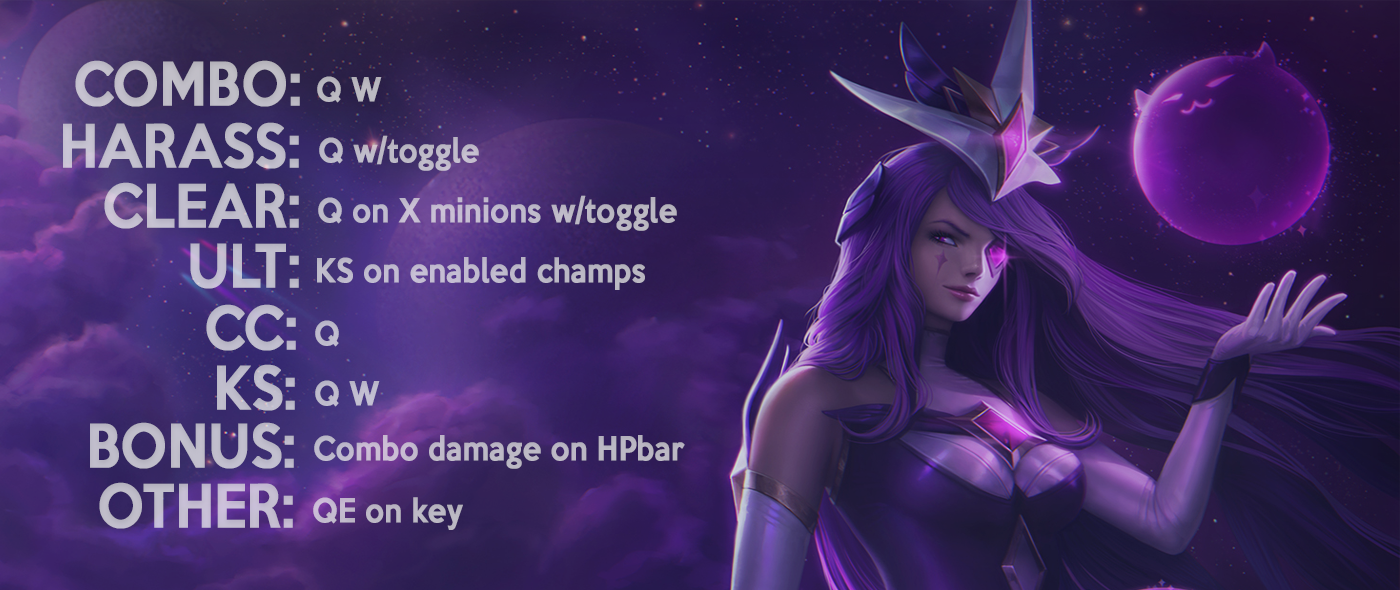 COMBO: Q W
HARASS: Q w/toggle
CLEAR: Q on X minions w/toggle
ULT: KS on enabled champs
CC: Q
KS: Q W
BONUS: Combo damage on HPbar
OTHER: QE on key